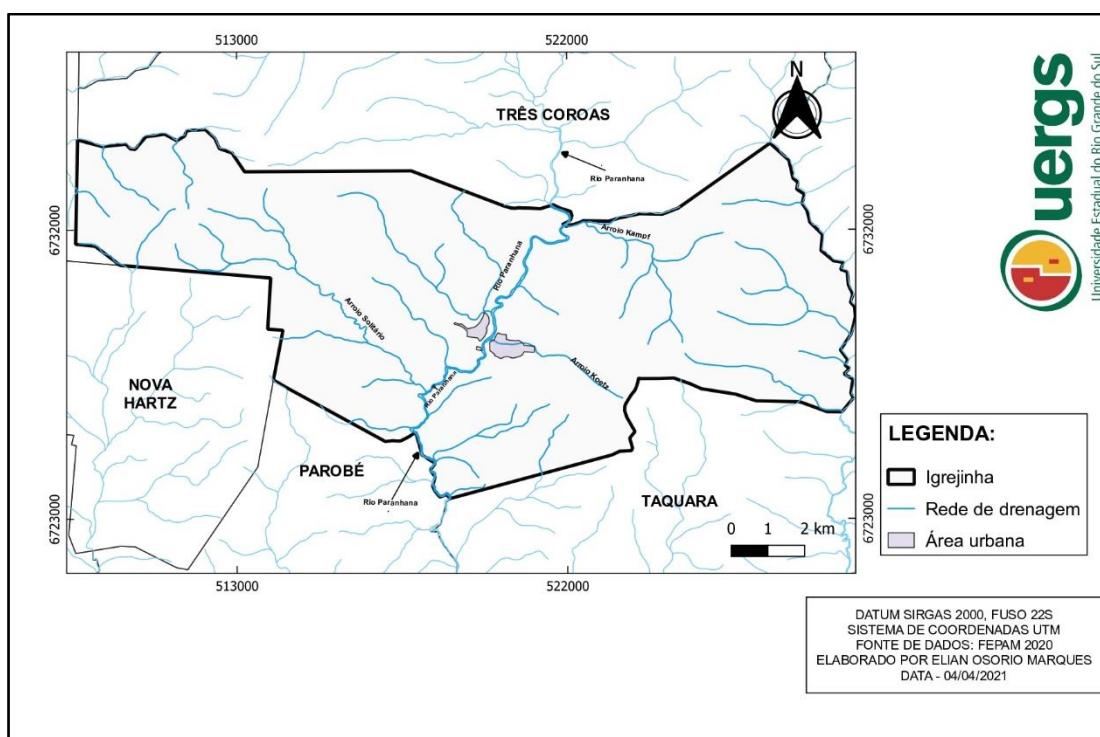 513000
522000
N
TRÊS COROAS
Rio Paranhana
6732000
6732000
Arroio Kampf
Rio Paranhana
Arroio Solitário
Arroio Koetz
Rio Paranhana
NOVA
HARTZ
PAROBÉ
Rio Paranhana
TAQUARA
0 1 2 km
6723000
6723000
513000
522000
uergs
Universidade Estadual do Rio Grande do Sul
LEGENDA:
Igrejinha
Rede de drenagem
Área urbana
DATUM SIRGAS 2000, FUSO 22S
SISTEMA DE COORDENADAS UTM
FONTE DE DADOS: FEPAM 2020
ELABORADO POR ELIAN OSORIO MARQUES
DATA - 04/04/2021